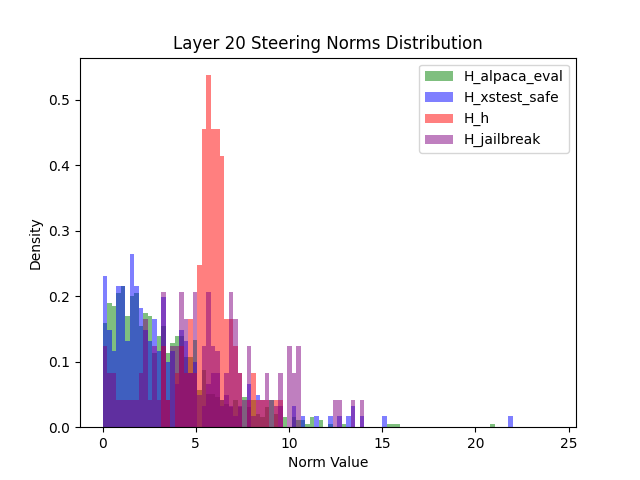 Layer 20 Steering Norms Distribution
H_alpaca_eval
H_xstest_safe
H_h
H_jailbreak
Density
0.5
0.4
0.3
0.2
0.1
0.0
0 5 10 15 20 25
Norm Value